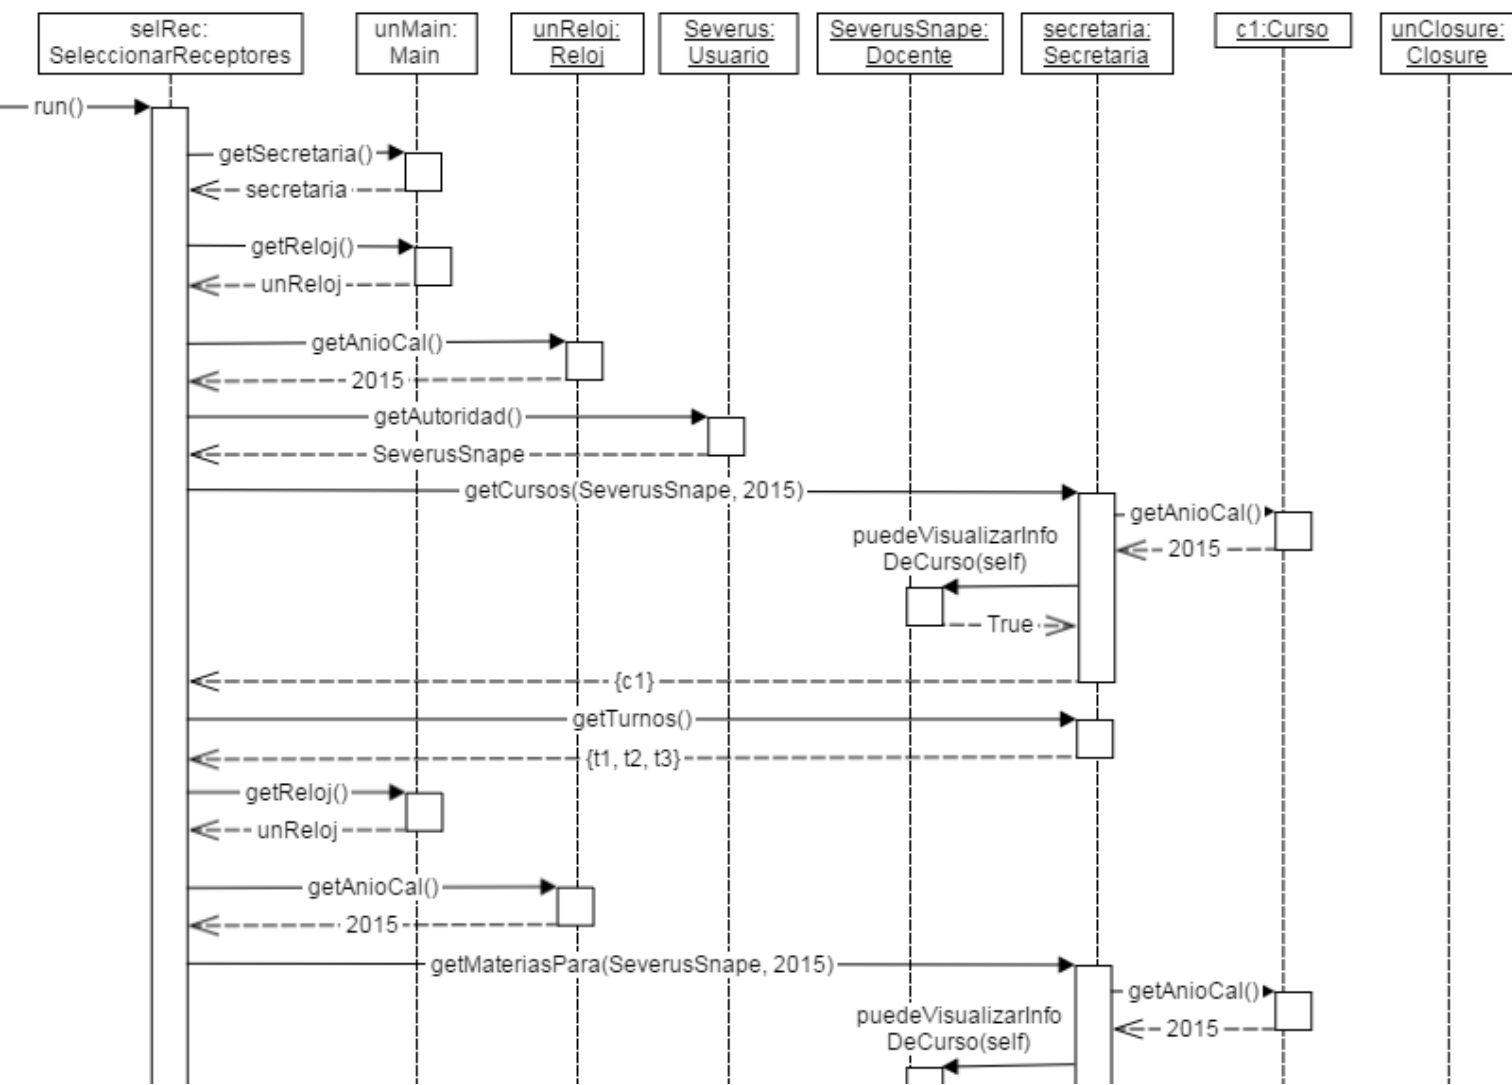 selRec:
SeleccionarReceptores
unMain:
Main
unReloj:
Reloj
Severus:
Usuario
SeverusSnape:
Docente
secretaria:
Secretaria
c1:Curso
unClosure:
Closure
run()
getSecretaria()
secretaria
getReloj()
unReloj
getAnioCal()
2015
getAutoridad()
SeverusSnape
getCursos(SeverusSnape, 2015)
getAnioCal()
puedeVisualizarInfo
DeCurso(self)
2015
True
{c1}
getTurnos()
{t1, t2, t3}
getReloj()
unReloj
getAnioCal()
2015
getMateriasPara(SeverusSnape, 2015)
getAnioCal()
puedeVisualizarInfo
DeCurso(self)
2015